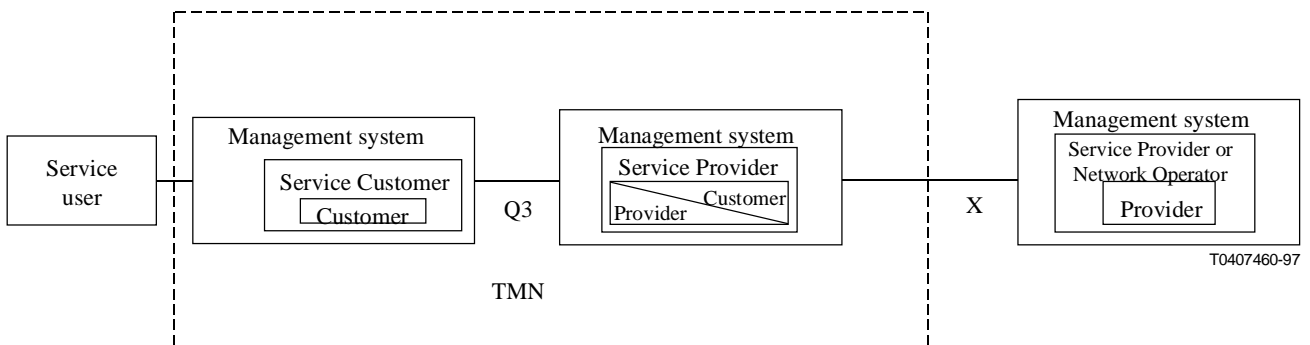 Service
user
Management system
Service Customer
Customer
Q3
Management system
Service Provider
Customer
Provider
X
Management system
Service Provider or
Network Operator
Provider
T0407460-97
TMN